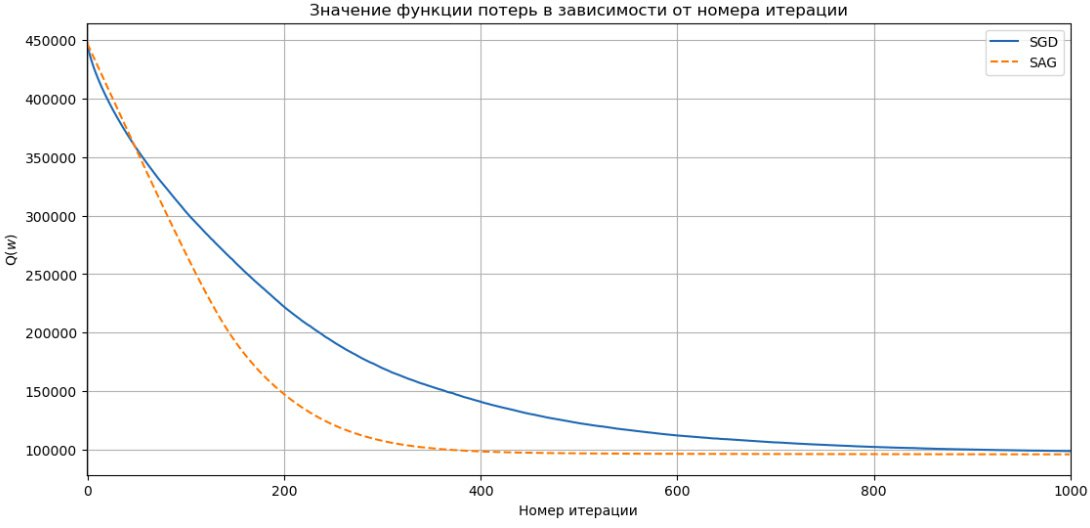 Значение функции потерь в зависимости от номера итерации
SGD
SAG
Q(w)
450000
400000
350000
300000
250000
200000
150000
100000
0 200 400 600 800 1000
Номер итерации